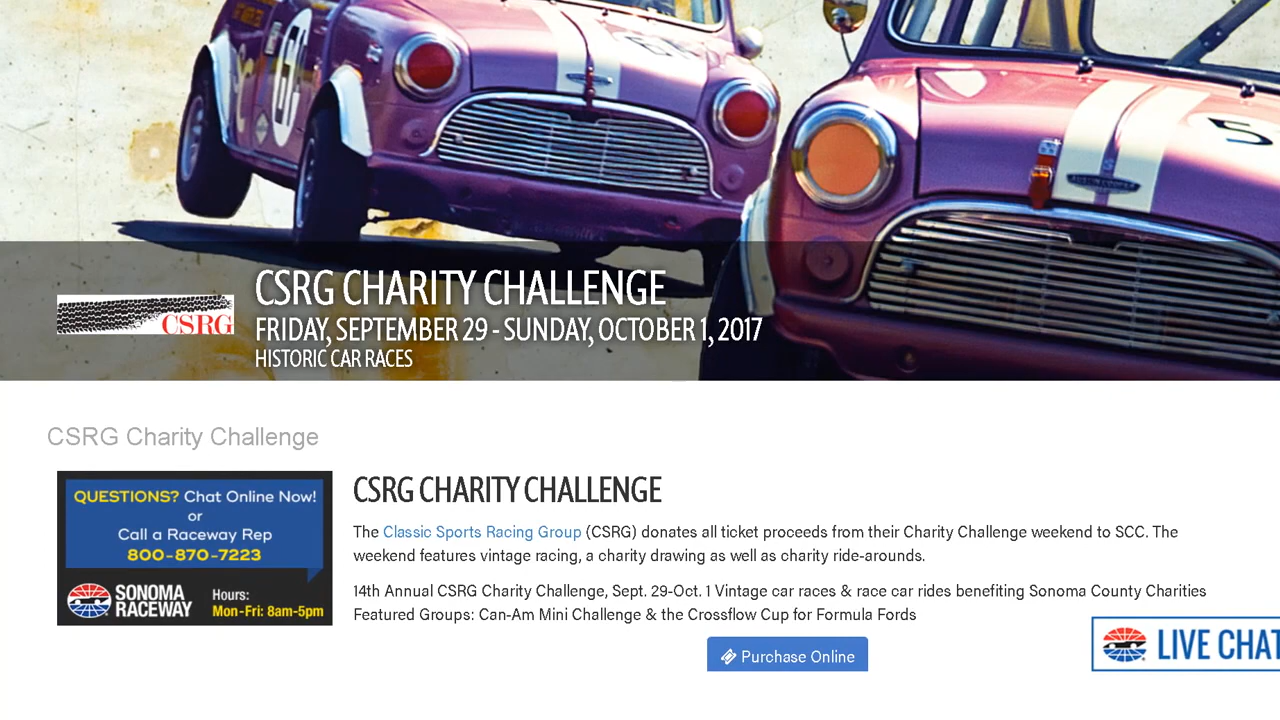 5
CSRG
CSRG CHARITY CHALLENGE
FRIDAY, SEPTEMBER 29 - SUNDAY, OCTOBER 1, 2017
HISTORIC CAR RACES
CSRG Charity Challenge
QUESTIONS? Chat Online Now!
or
Call a Raceway Rep
800-870-7223
SONOMA
RACEWAY
Hours:
Mon-Fri: 8am-5pm
CSRG CHARITY CHALLENGE
The Classic Sports Racing Group (CSRG) donates all ticket proceeds from their Charity Challenge weekend to SCC. The
weekend features vintage racing, a charity drawing as well as charity ride-arounds.
14th Annual CSRG Charity Challenge, Sept. 29-Oct. 1 Vintage car races & race car rides benefiting Sonoma County Charities
Featured Groups: Can-Am Mini Challenge & the Crossflow Cup for Formula Fords
Purchase Online
LIVE CHAT